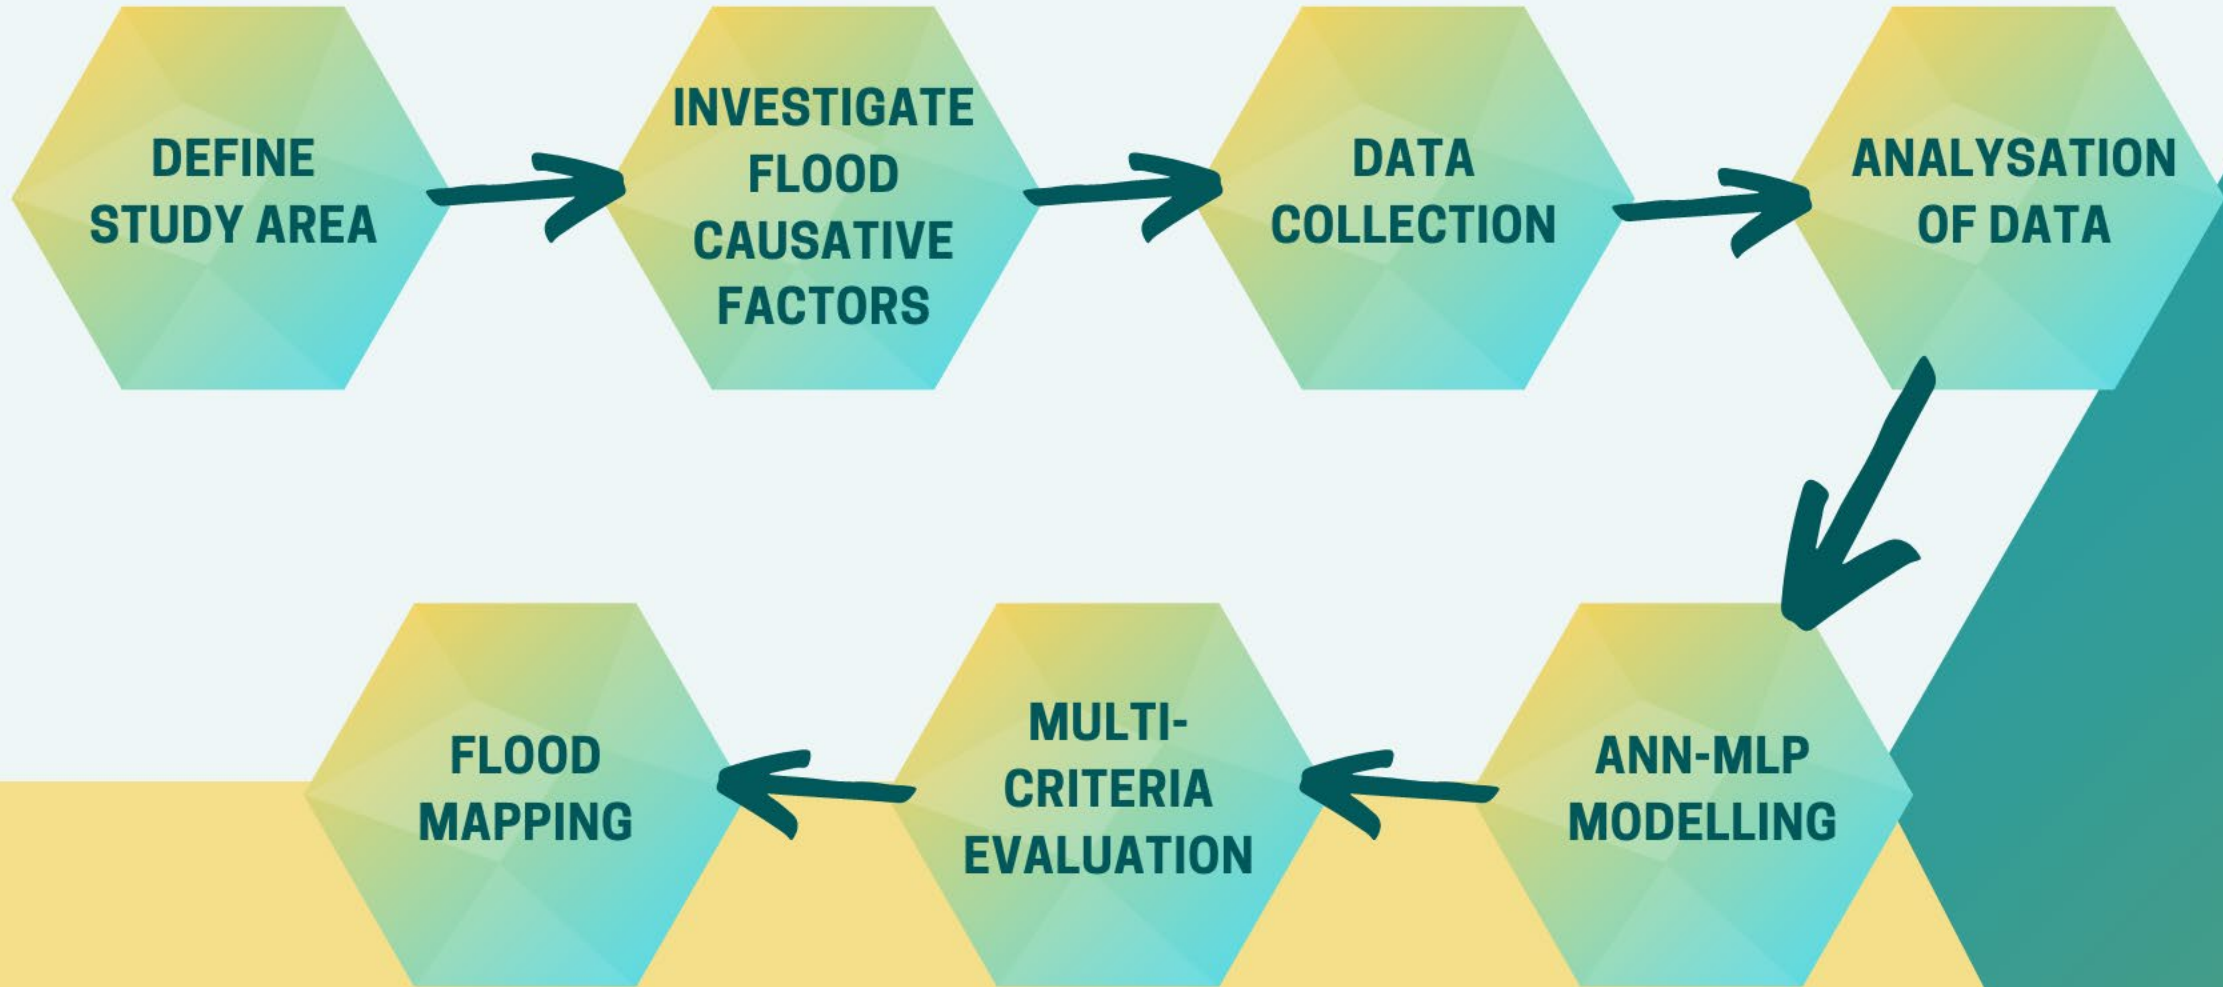 DEFINE
STUDY AREA
INVESTIGATE
FLOOD
CAUSATIVE
FACTORS
DATA
COLLECTION
ANALYSATION
OF DATA
ANN-MLP
MODELLING
MULTI-
CRITERIA
EVALUATION
FLOOD
MAPPING